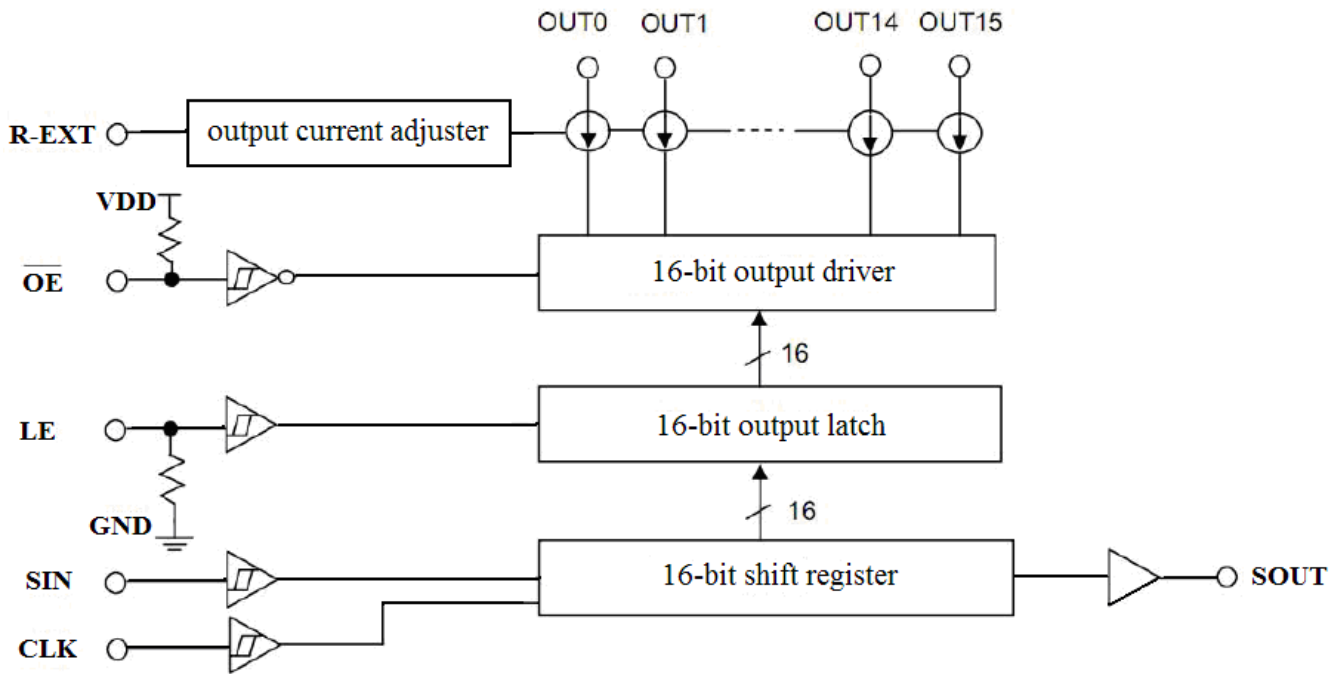 OUT0 OUT1 OUT14 OUT15
R-EXT output current adjuster
VDD
O̅E̅ 16-bit output driver
16
LE 16-bit output latch
GND 16
SIN 16-bit shift register SOUT
CLK